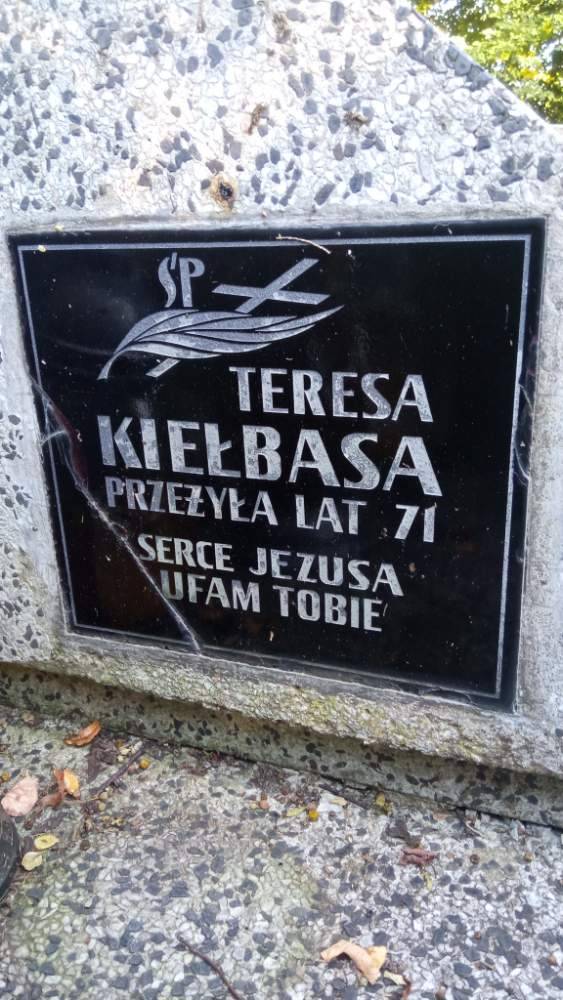 ŚP
TERESA
KIEŁBASA
PRZEŻYŁA LAT 71
SERCE JEZUSA
UFAM TOBIE